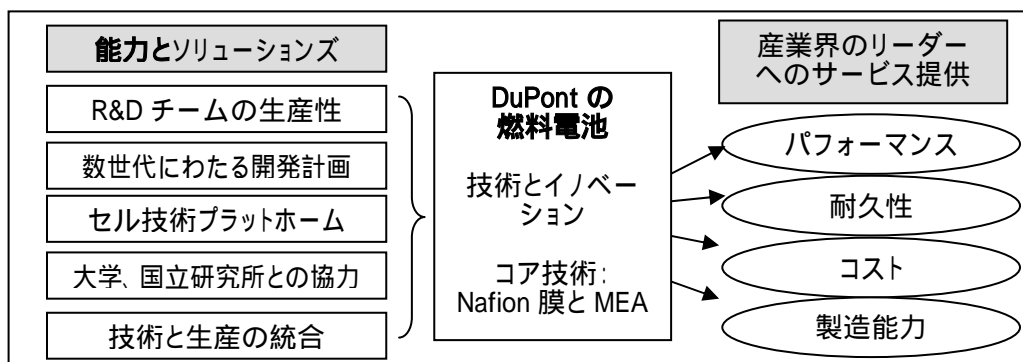 能力とソリューションズ
R&D チームの生産性
数世代にわたる開発計画
セル技術プラットホーム
大学、国立研究所との協力
技術と生産の統合
DuPont の
燃料電池
技術とイノベー
ション
コア技術:
Nafion 膜と MEA
産業界のリーダー
へのサービス提供
パフォーマンス
耐久性
コスト
製造能力